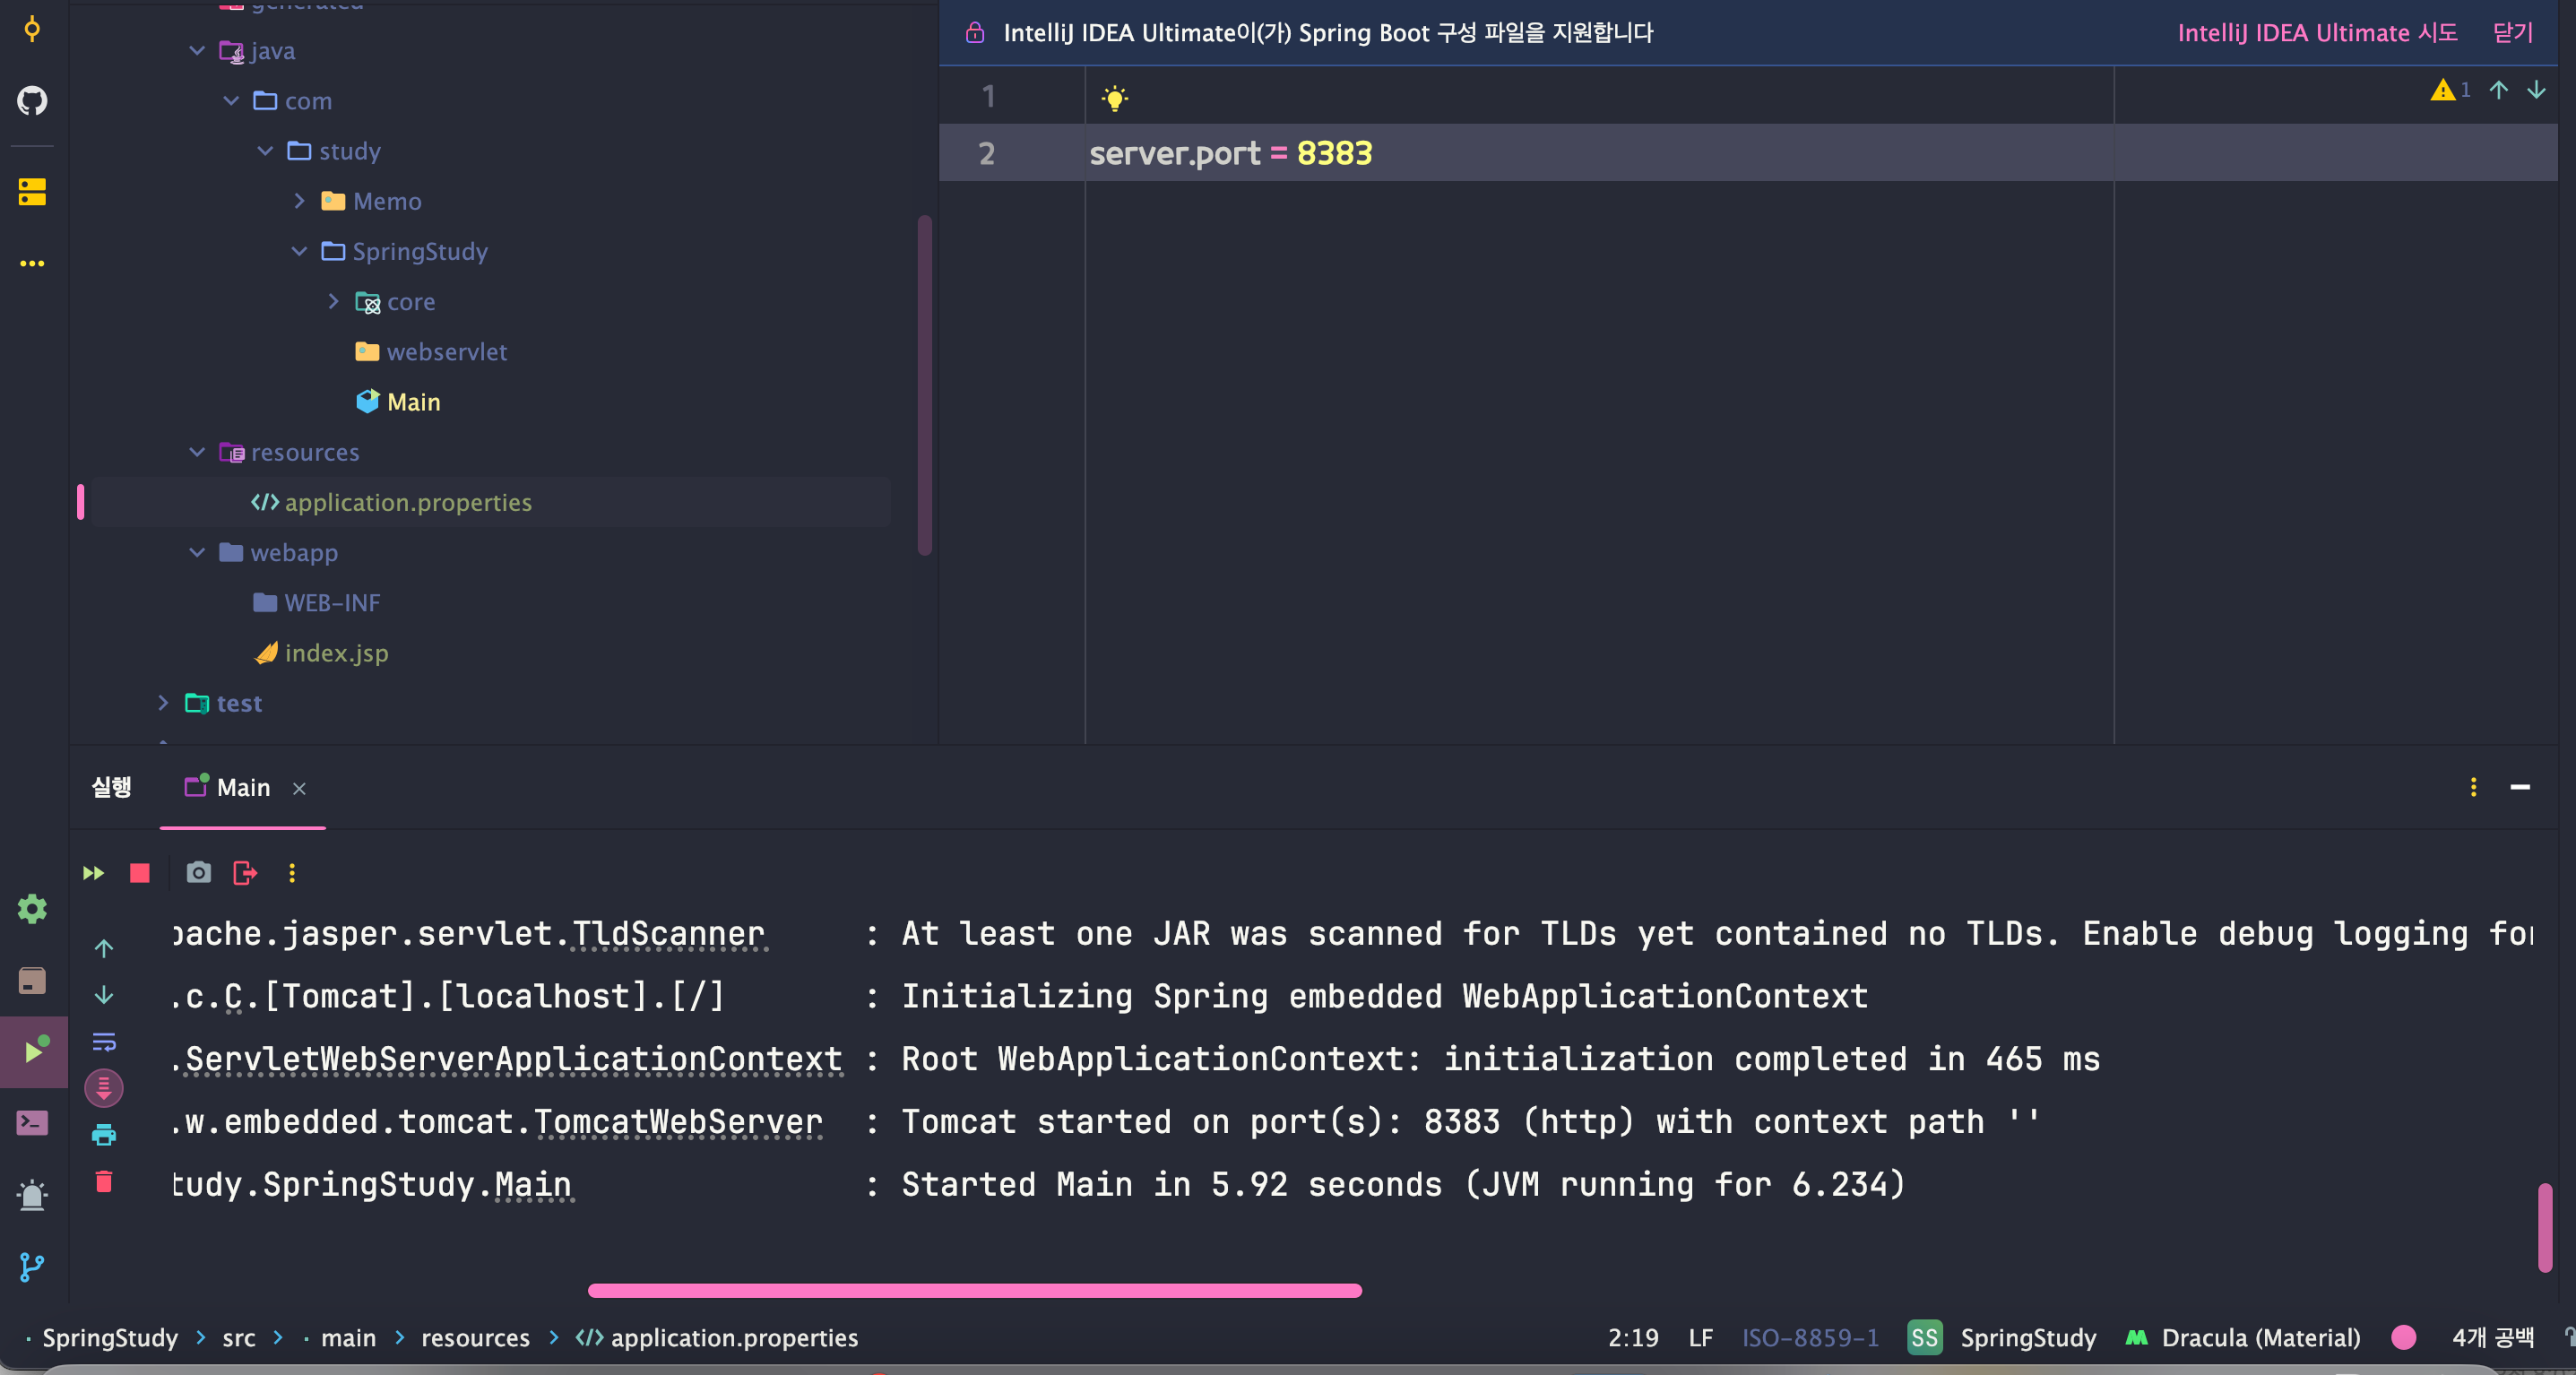 generated
java
com
study
Memo
SpringStudy
core
webservlet
Main
resources
application.properties
webapp
WEB-INF
index.jsp
test
IntelliJ IDEA Ultimate이(가) Spring Boot 구성 파일을 지원합니다
IntelliJ IDEA Ultimate 시도 닫기
1
1
2 server.port = 8383
실행 Main
pache.jasper.servlet.TldScanner : At least one JAR was scanned for TLDs yet contained no TLDs. Enable debug logging for
.c.C.[Tomcat].[localhost].[/] : Initializing Spring embedded WebApplicationContext
.ServletWebServerApplicationContext : Root WebApplicationContext: initialization completed in 465 ms
.w.embedded.tomcat.TomcatWebServer : Tomcat started on port(s): 8383 (http) with context path ''
tudy.SpringStudy.Main : Started Main in 5.92 seconds (JVM running for 6.234)
SpringStudy > src > main > resources > </> application.properties 2:19 LF ISO-8859-1 SS SpringStudy Dracula (Material) 4개 공백